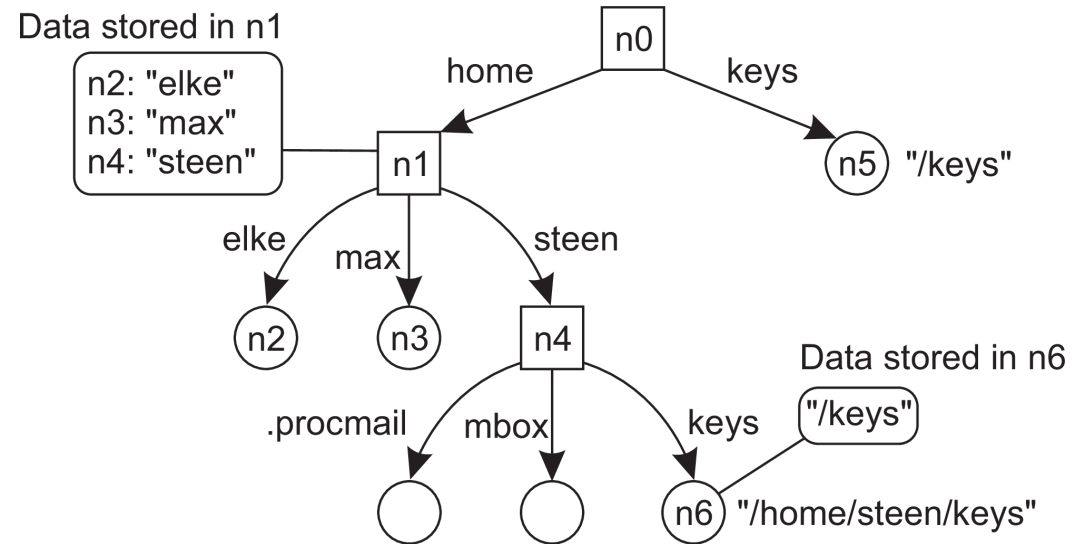 Data stored in n1
n0
home
keys
n2: "elke"
n3: "max"
n4: "steen"
n1
n5
"/keys"
elke
max
steen
n2
n3
n4
Data stored in n6
"/keys"
.procmail
mbox
keys
n6
"/home/steen/keys"